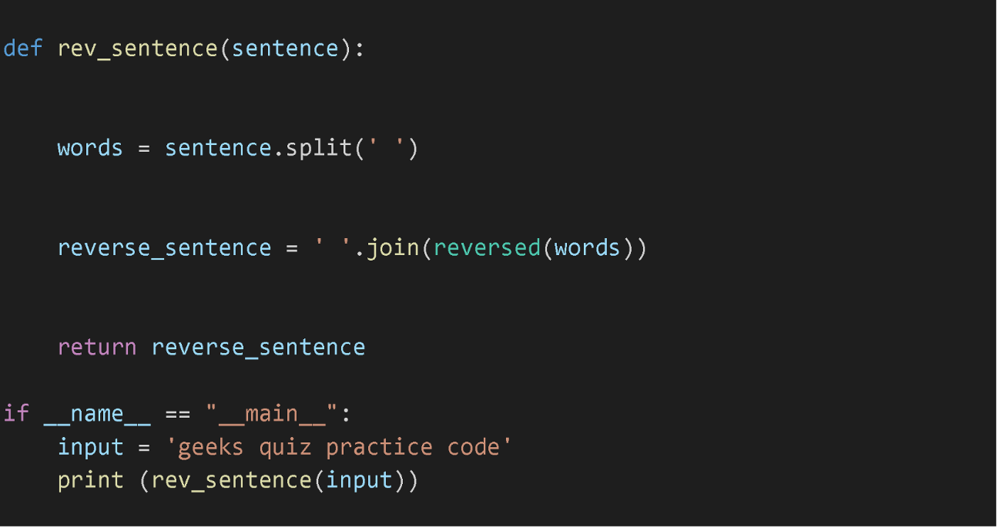 def rev_sentence(sentence):
    words = sentence.split(' ')
    reverse_sentence = ' '.join(reversed(words))
    return reverse_sentence
if __name__ == "__main__":
    input = 'geeks quiz practice code'
    print (rev_sentence(input))